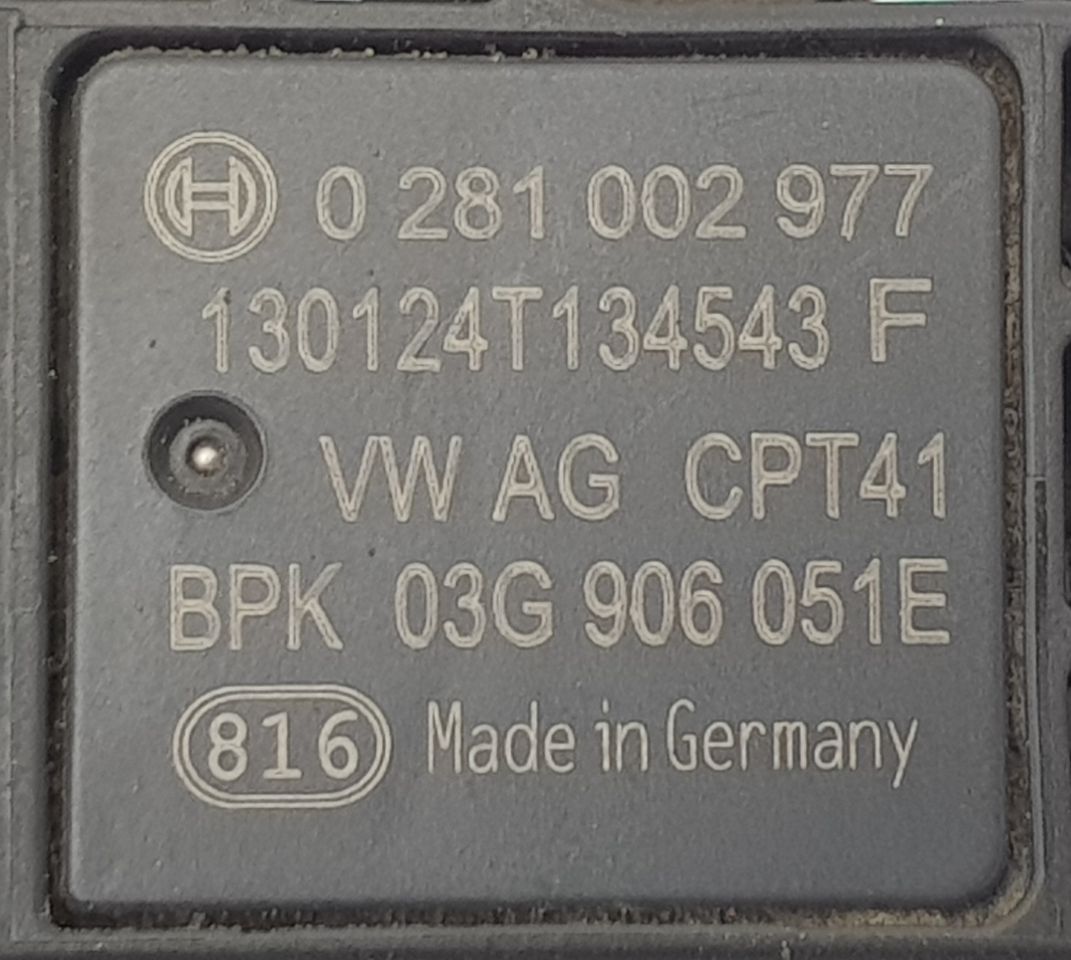 0 281 002 977
130124T134543 F
VW AG CPT41
BPK 03G 906 051E
816 Made in Germany